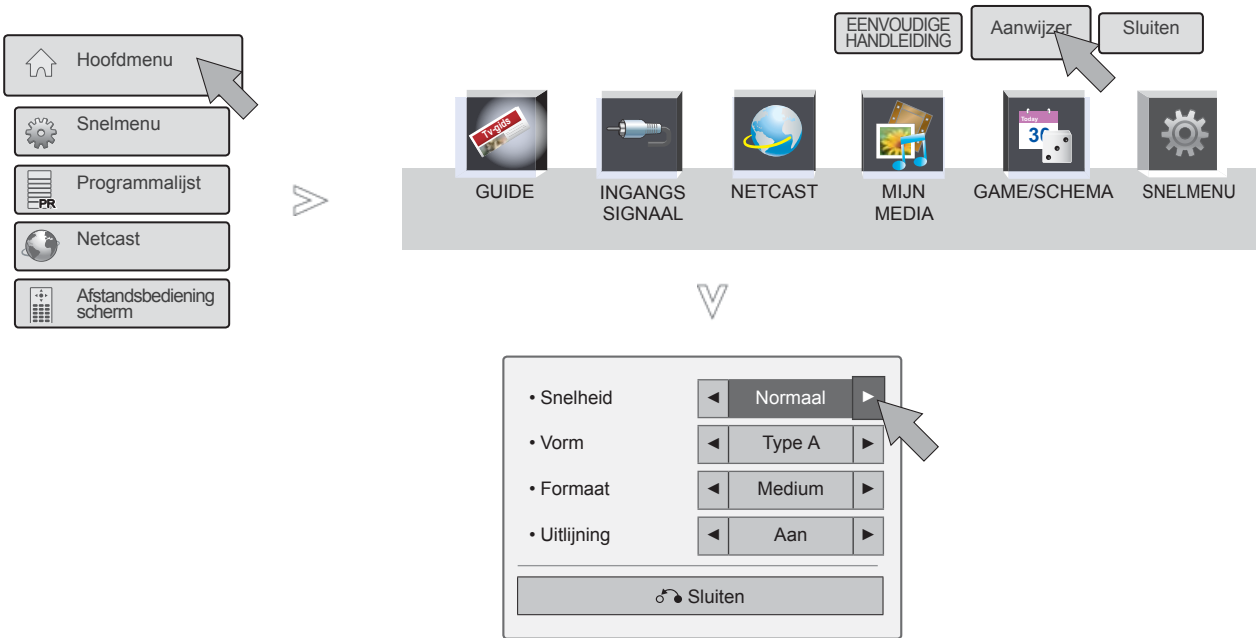 EENVOUDIGE
HANDLEIDING
Aanwijzer
Sluiten
Hoofdmenu
Snelmenu
Programmalijst
PR
Netcast
Afstandsbediening
scherm
Tv-gids
Today
30
GUIDE
INGANGS
SIGNAAL
NETCAST
MIJN
MEDIA
GAME/SCHEMA
SNELMENU
• Snelheid
Normaal
• Vorm
Type A
• Formaat
Medium
• Uitlijning
Aan
Sluiten